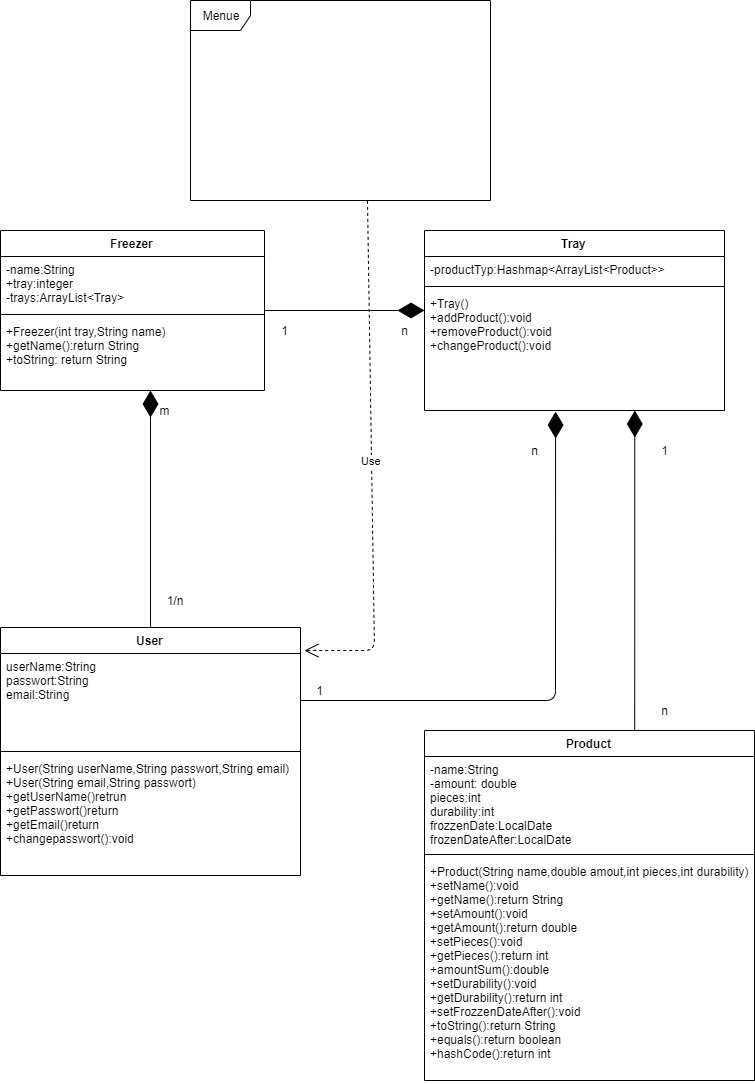 Menue
Freezer
-name:String
+tray:integer
-trays:ArrayList<Tray>
+Freezer(int tray,String name)
+getName():return String
+toString: return String
Tray
-productTyp:Hashmap<ArrayList<Product>>
+Tray()
+addProduct():void
+removeProduct():void
+changeProduct():void
1
n
m
n
1
Use
1/n
User
userName:String
passwort:String
email:String
+User(String userName,String passwort,String email)
+User(String email,String passwort)
+getUserName()retrun
+getPasswort()return
+getEmail()return
+changepasswort():void
1
n
Product
-name:String
-amount: double
pieces:int
durability:int
frozzenDate:LocalDate
frozenDateAfter:LocalDate
+Product(String name,double amout,int pieces,int durability)
+setName():void
+getName():return String
+setAmount():void
+getAmount():return double
+setPieces():void
+getPieces():return int
+amountSum():double
+setDurability():void
+getDurability():return int
+setFrozzenDateAfter():void
+toString():return String
+equals():return boolean
+hashCode():return int